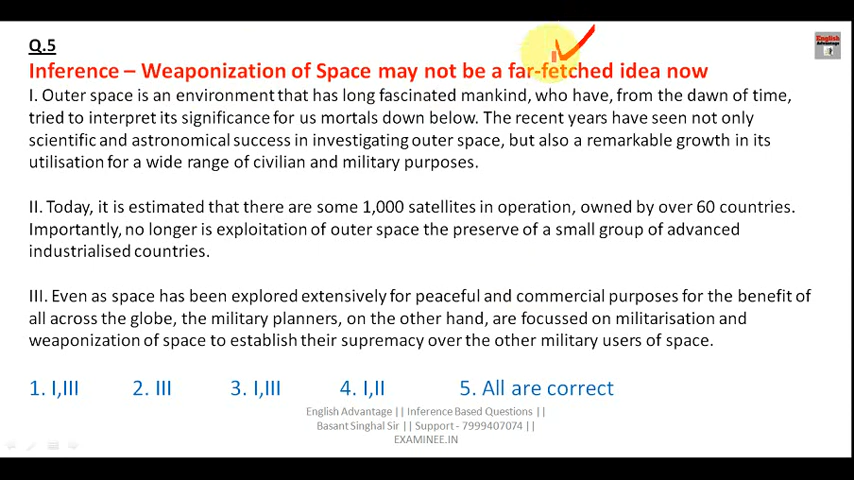 Q.5
English
Advantage
Inference – Weaponization of Space may not be a far-fetched idea now
I. Outer space is an environment that has long fascinated mankind, who have, from the dawn of time,
tried to interpret its significance for us mortals down below. The recent years have seen not only
scientific and astronomical success in investigating outer space, but also a remarkable growth in its
utilisation for a wide range of civilian and military purposes.
II. Today, it is estimated that there are some 1,000 satellites in operation, owned by over 60 countries.
Importantly, no longer is exploitation of outer space the preserve of a small group of advanced
industrialised countries.
III. Even as space has been explored extensively for peaceful and commercial purposes for the benefit of
all across the globe, the military planners, on the other hand, are focussed on militarisation and
weaponization of space to establish their supremacy over the other military users of space.
1. I,III 2. III 3. I,III 4. I,II 5. All are correct
English Advantage || Inference Based Questions ||
Basant Singhal Sir || Support - 7999407074 ||
EXAMINEE.IN